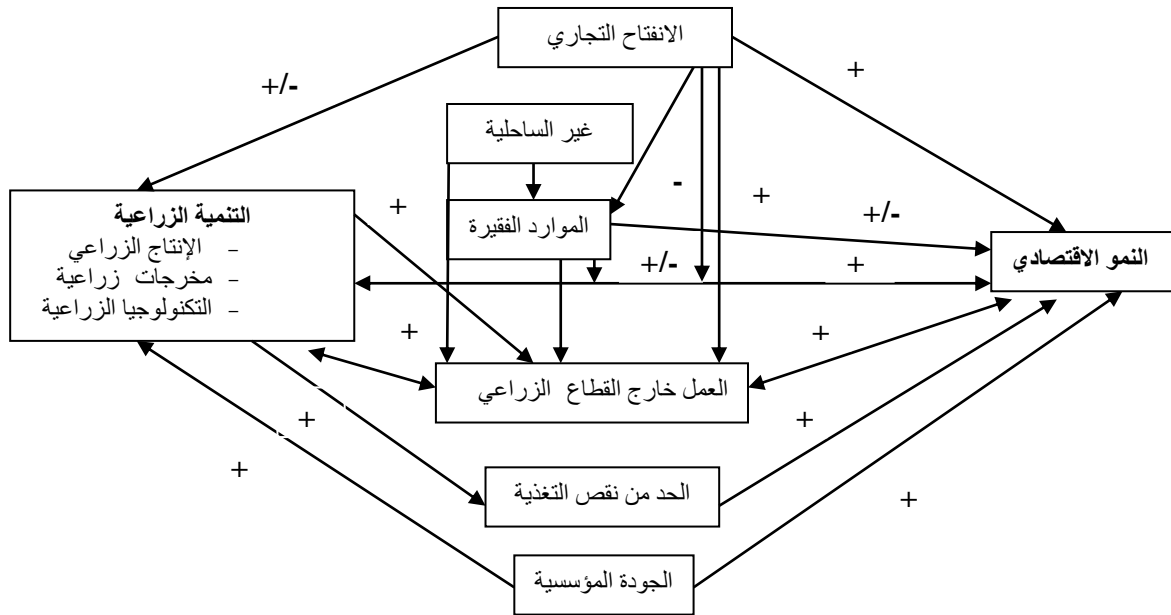 الانفتاح التجاري
+
+/-
غير الساحلية
-
+
+
+/-
التنمية الزراعية
- الإنتاج الزراعي
- مخرجات زراعية
- التكنولوجيا الزراعية
الموارد الفقيرة
النمو الاقتصادي
+/-
+
+
+
العمل خارج القطاع الزراعي
+
+
+
+
الحد من نقص التغذية
الجودة المؤسسية